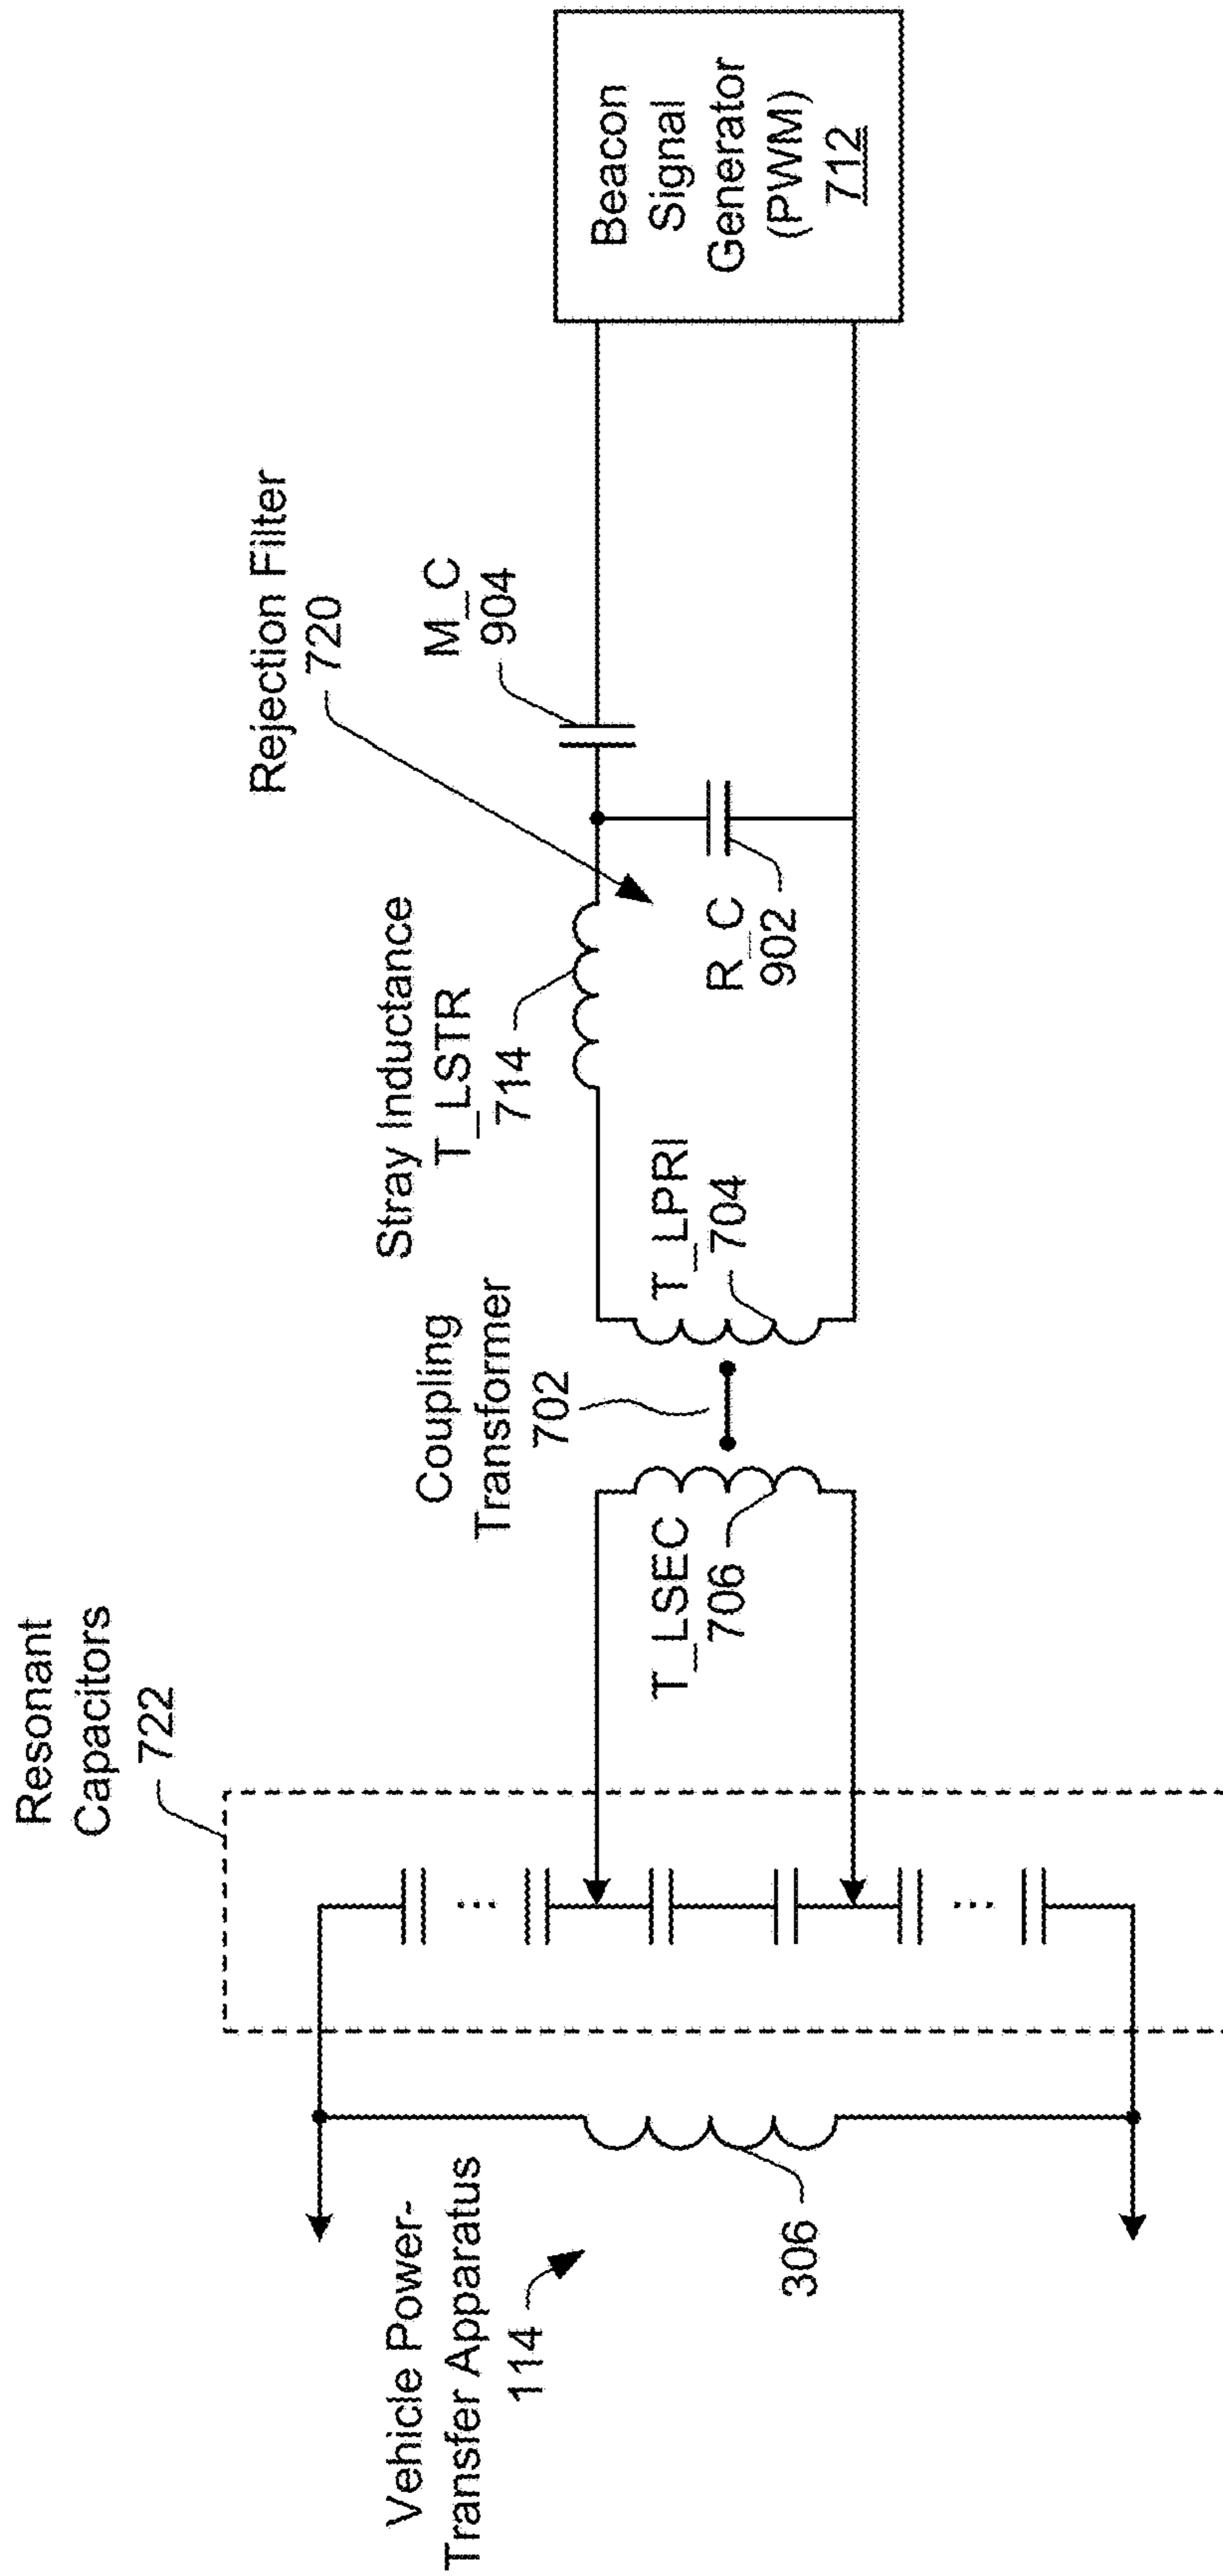 Vehicle Power-
Transfer Apparatus
114
306
Resonant
Capacitors
722
...
...
Coupling
Transformer
702
T_LSEC
706
T_LPRI
704
Stray Inductance
T_LSTR
714
Rejection Filter
720
R_C
902
M_C
904
Beacon
Signal
Generator
(PWM)
712